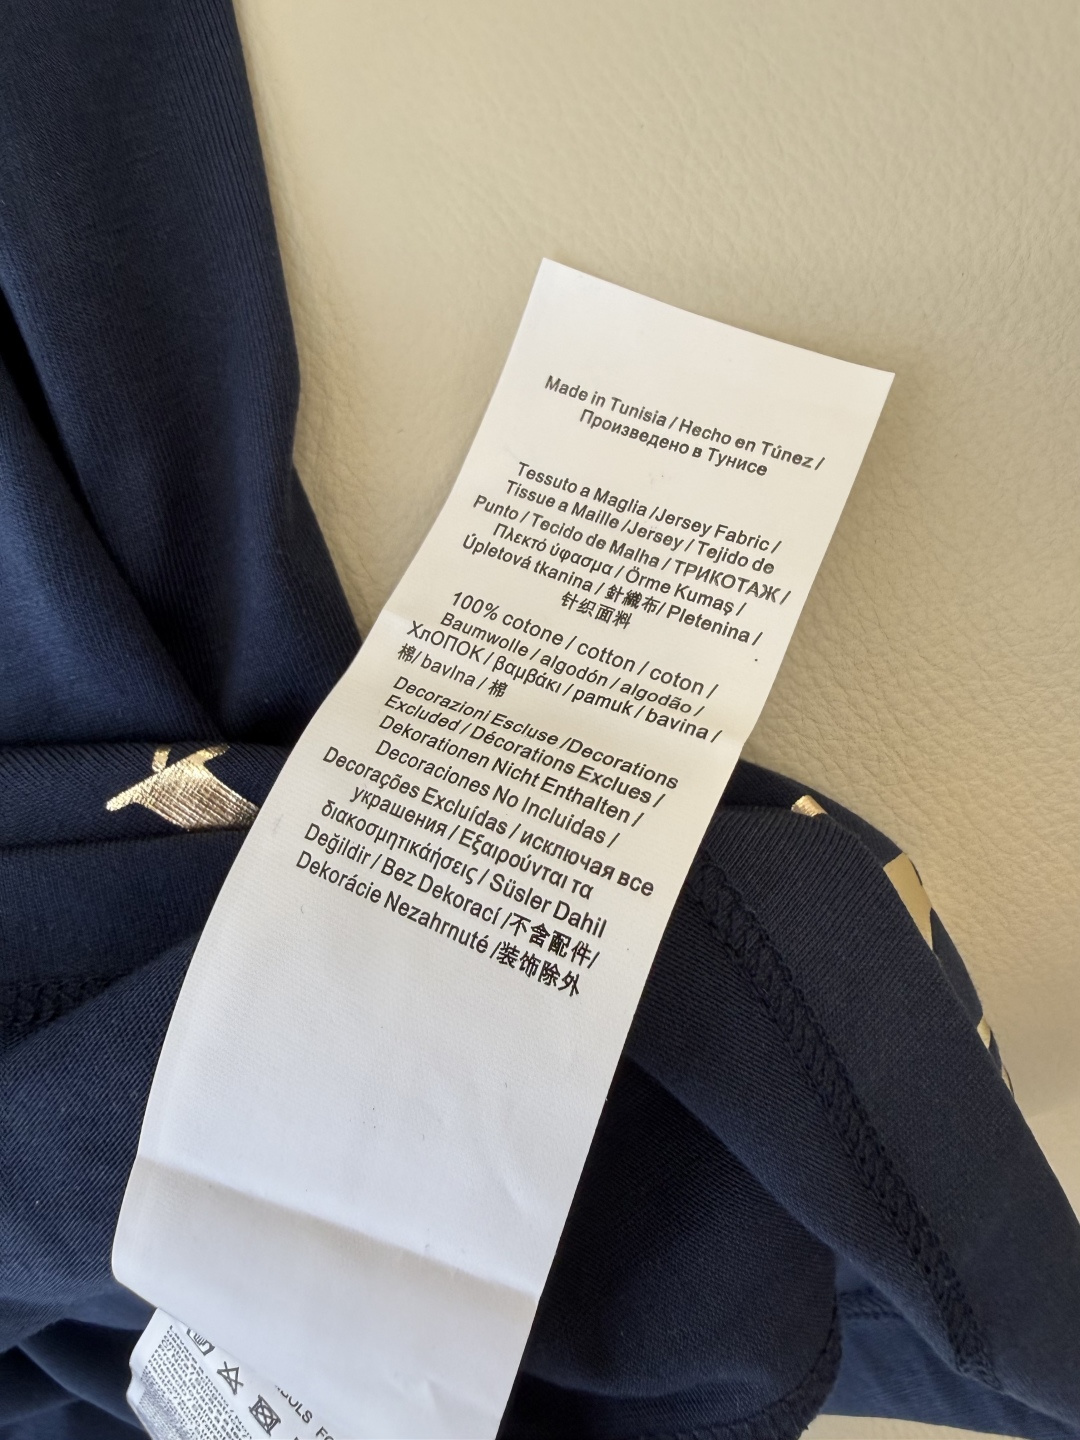 Made in Tunisia / Hecho en Túnez /
Произведено в Тунисе
Tessuto a Maglia /Jersey Fabric /
Tissue a Maille /Jersey / Tejido de
Punto / Tecido de Malha / ТРИКОТАЖ /
Πλεκτό ύφασμα / Örme Kumaş /
Úpletová tkanina / 針織布/ Pletenina /
针织面料
100% cotone / cotton / coton /
Baumwolle / algodón / algodão /
ХлОПОК / βαμβάκι / pamuk / bavina /
棉/ bavlna / 棉
Decorazioni Escluse /Decorations
Excluded / Décorations Exclues /
Dekorationen Nicht Enthalten /
Decoraciones No Incluidas /
Decorações Excluídas / исключая все
украшения / Εξαιρούνται τα
διακοσμητικάήσεις / Süsler Dahil
Değildir / Bez Dekorací /不含配件/
Dekorácie Nezahrnuté /装饰除外